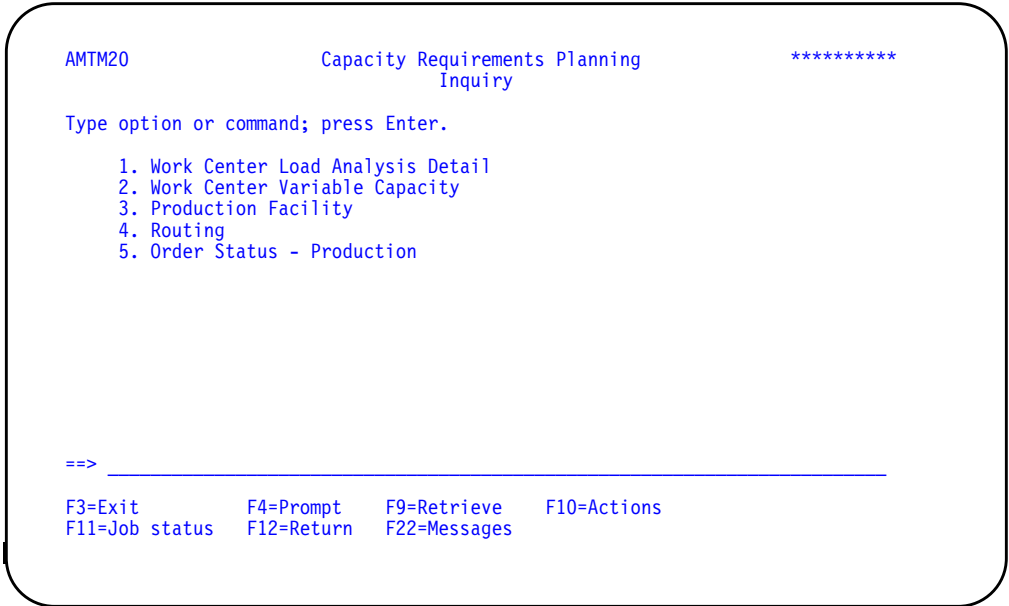 AMTM20 Capacity Requirements Planning **********
Inquiry
Type option or command; press Enter.
1. Work Center Load Analysis Detail
2. Work Center Variable Capacity
3. Production Facility
4. Routing
5. Order Status - Production
==> ________________________________________________________________________
F3=Exit F4=Prompt F9=Retrieve F10=Actions
F11=Job status F12=Return F22=Messages